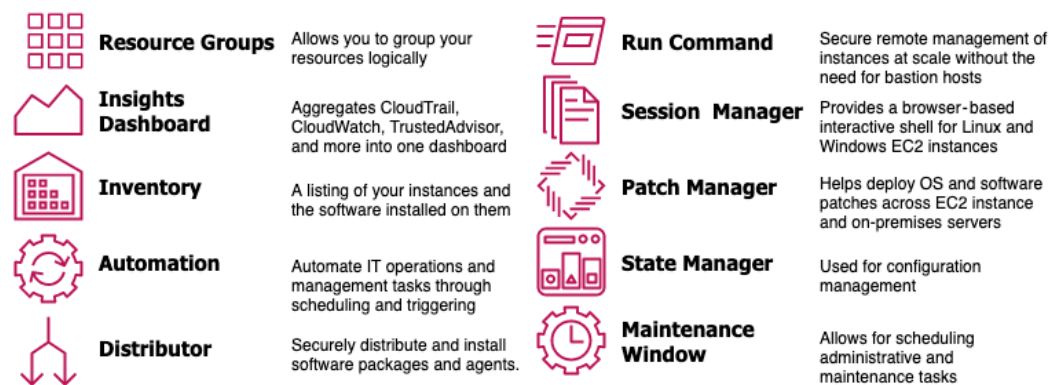 Resource Groups
Allows you to group your
resources logically
Insights
Dashboard
Aggregates CloudTrail,
CloudWatch, TrustedAdvisor,
and more into one dashboard
Inventory
A listing of your instances and
the software installed on them
Automation
Automate IT operations and
management tasks through
scheduling and triggering
Distributor
Securely distribute and install
software packages and agents.
Run Command
Secure remote management of
instances at scale without the
need for bastion hosts
Session Manager
Provides a browser-based
interactive shell for Linux and
Windows EC2 instances
Patch Manager
Helps deploy OS and software
patches across EC2 instance
and on-premises servers
State Manager
Used for configuration
management
Maintenance
Window
Allows for scheduling
administrative and
maintenance tasks